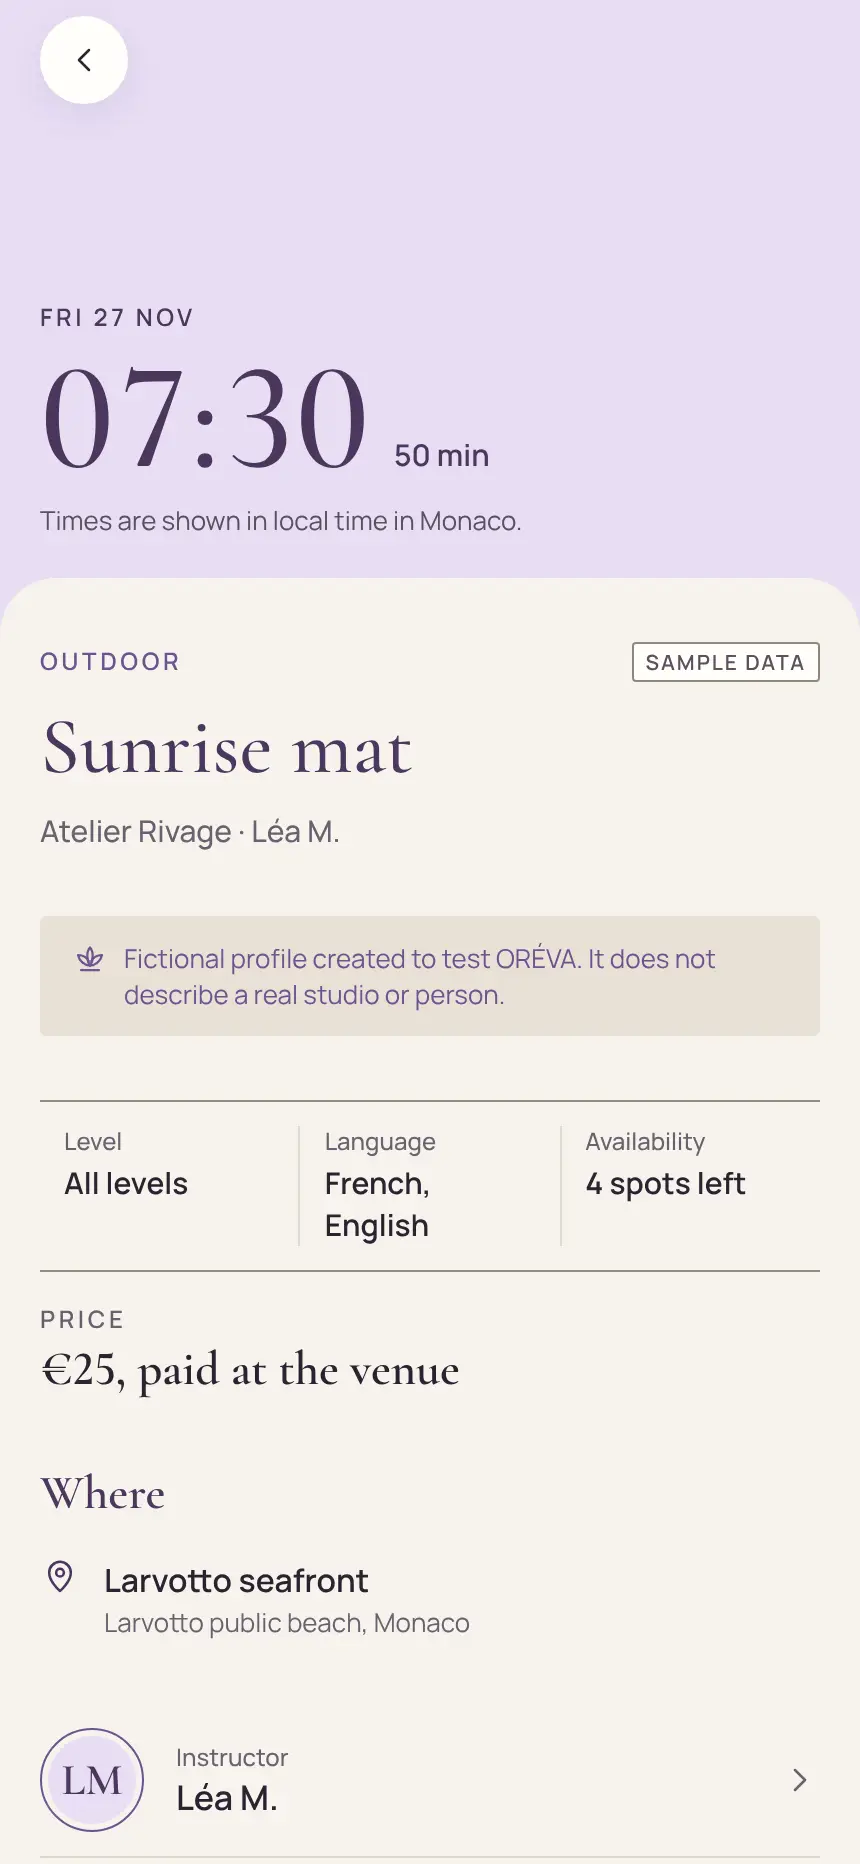 FRI 27 NOV
07:30 50 min
Times are shown in local time in Monaco.
OUTDOOR
SAMPLE DATA
Sunrise mat
Atelier Rivage · Léa M.
Fictional profile created to test ORÉVA. It does not
describe a real studio or person.
Level
All levels
Language
French,
English
Availability
4 spots left
PRICE
€25, paid at the venue
Where
Larvotto seafront
Larvotto public beach, Monaco
LM
Instructor
Léa M.